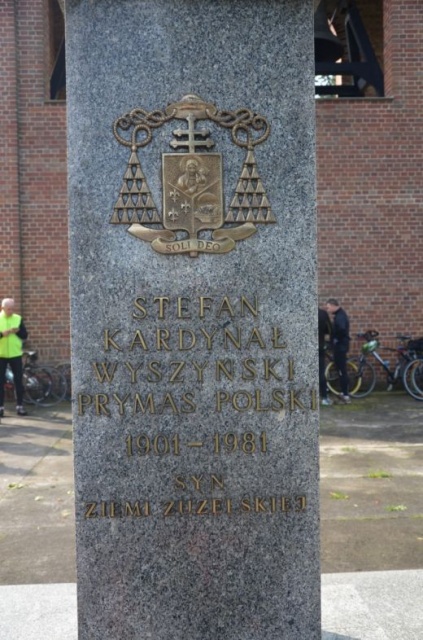 SOLI DEO
STEFAN
KARDYNAŁ
WYSZYŃSKI
PRYMAS POLSKI
1901-1981
SYN
ZIEMI ZUZELSKIEJ